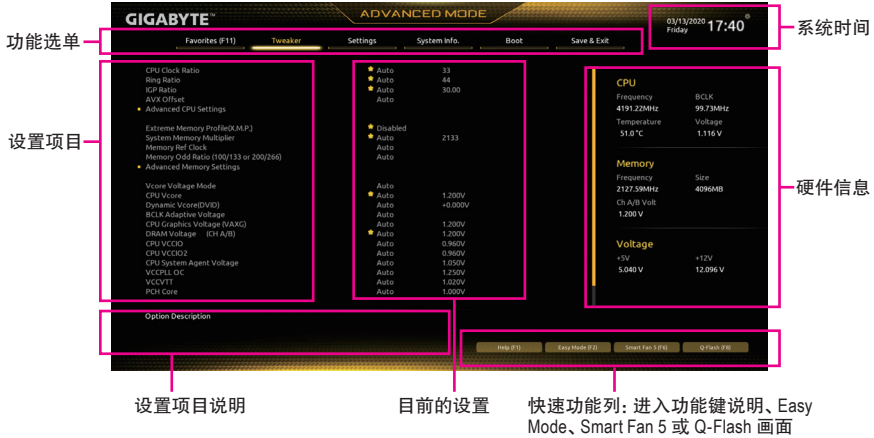 GIGABYTE™
ADVANCED MODE
03/13/2020
Friday
17:40
系统时间
功能选单
Favorites (F11) Tweaker Settings System Info. Boot Save & Exit
设置项目
CPU Clock Ratio Auto 33
Ring Ratio Auto 44
IGP Ratio Auto 30.00
AVX Offset Auto
Advanced CPU Settings
Extreme Memory Profile(X.M.P.) Disabled
System Memory Multiplier Auto 2133
Memory Ref Clock Auto
Memory Odd Ratio (100/133 or 200/266) Auto
Advanced Memory Settings
Vcore Voltage Mode Auto
CPU Vcore Auto 1.200V
Dynamic Vcore(DVID) Auto +0.000V
BCLK Adaptive Voltage Auto
CPU Graphics Voltage (VAXG) Auto 1.200V
DRAM Voltage (CH A/B) Auto 1.200V
CPU VCCIO Auto 0.960V
CPU VCCIO2 Auto 0.960V
CPU System Agent Voltage Auto 1.050V
VCCPLL OC Auto 1.250V
VCCVTT Auto 1.020V
PCH Core Auto 1.000V
CPU
Frequency BCLK
4191.22MHz 99.73MHz
Temperature Voltage
51.0 °C 1.116 V
Memory
Frequency Size
2127.59MHz 4096MB
Ch A/B Volt
1.200 V
Voltage
+5V +12V
5.040 V 12.096 V
硬件信息
Option Description
Help (F1) Easy Mode (F2) Smart Fan 5 (F6) Q-Flash (F8)
设置项目说明
目前的设置
快速功能列: 进入功能键说明、Easy
Mode、Smart Fan 5 或 Q-Flash 画面